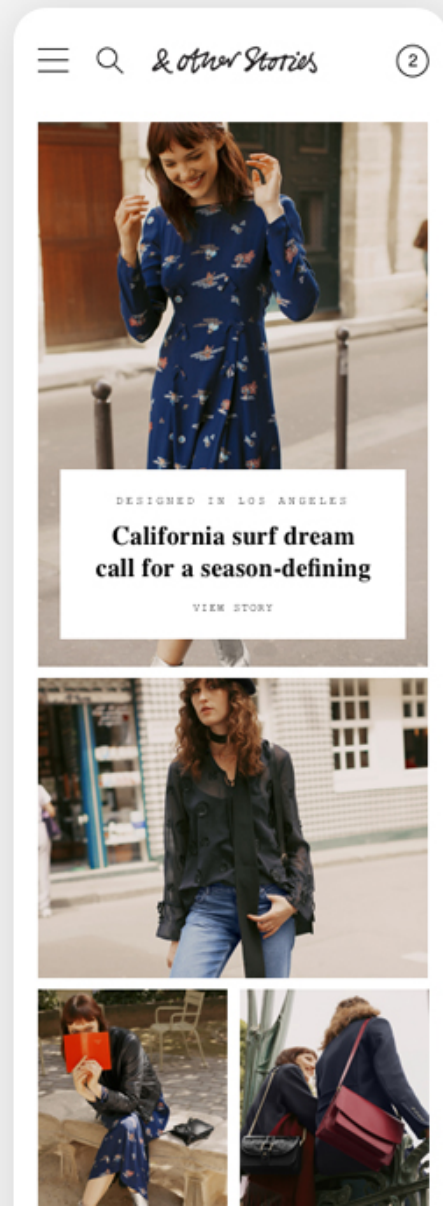 & other Stories
2
DESIGNED IN LOS ANGELES
California surf dream
call for a season-defining
VIEW STORY